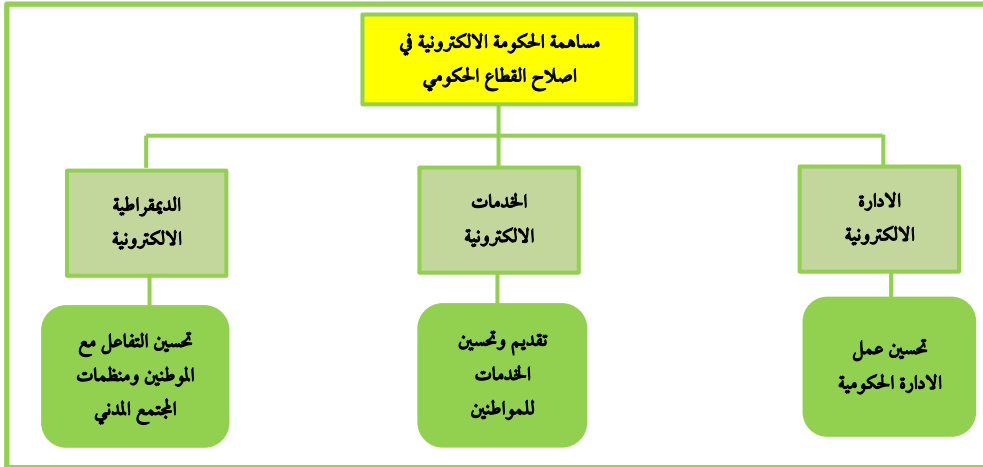 مساهمة الحكومة الالكترونية في
اصلاح القطاع الحكومي
الادارة
الالكترونية
الخدمات
الالكترونية
الديمقراطية
الالكترونية
تحسين عمل
الادارة الحكومية
تقديم وتحسين
الخدمات
للمواطنين
تحسين التفاعل مع
الموطنين ومنظمات
المجتمع المدني